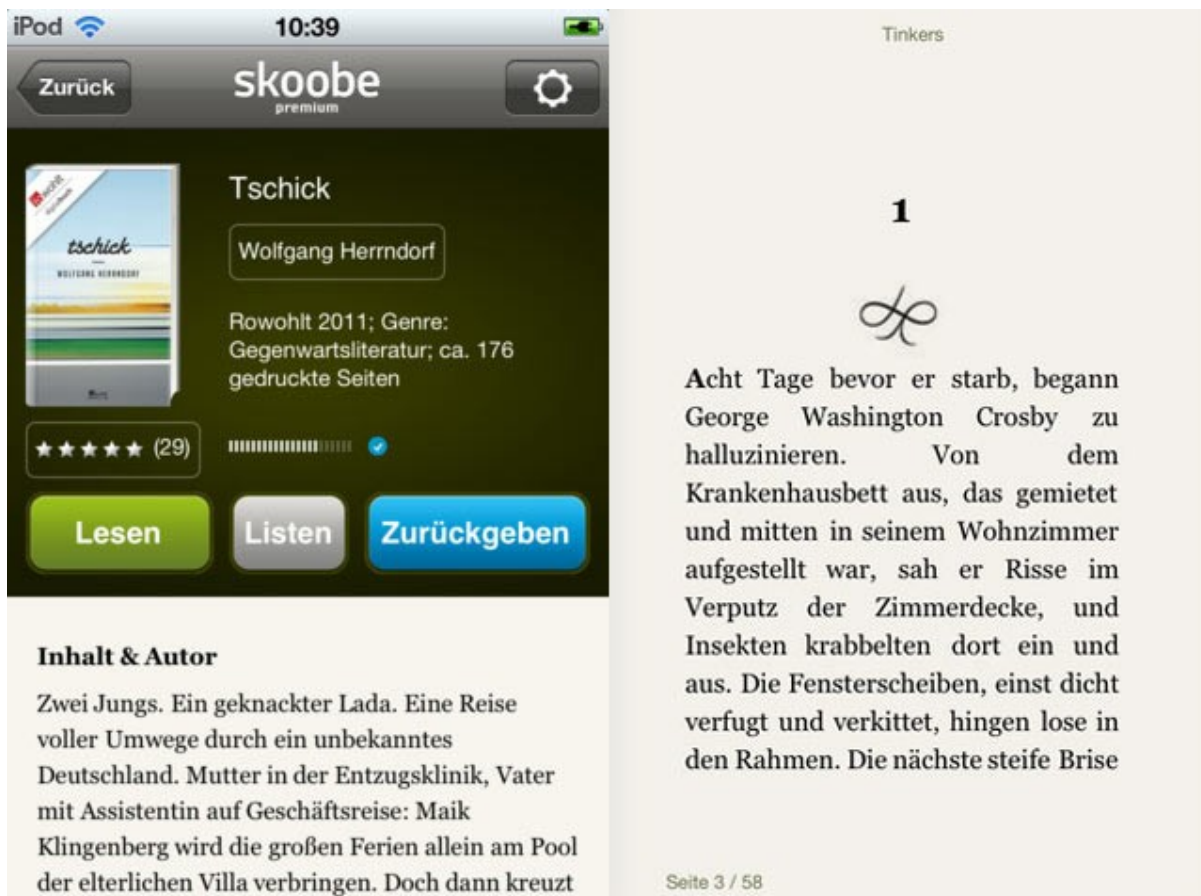 iPod
10:39
Zurück
skoobe
premium
rowohlt
tschick
WOLFGANG HERRNDORF
Tschick
Wolfgang Herrndorf
Rowohlt 2011; Genre:
Gegenwartsliteratur; ca. 176
gedruckte Seiten
(29)
Lesen
Listen
Zurückgeben
Inhalt & Autor
Zwei Jungs. Ein geknackter Lada. Eine Reise
voller Umwege durch ein unbekanntes
Deutschland. Mutter in der Entzugsklinik, Vater
mit Assistentin auf Geschäftsreise: Maik
Klingenberg wird die großen Ferien allein am Pool
der elterlichen Villa verbringen. Doch dann kreuzt
Tinkers
1
Acht Tage bevor er starb, begann
George Washington Crosby zu
halluzinieren. Von dem
Krankenhausbett aus, das gemietet
und mitten in seinem Wohnzimmer
aufgestellt war, sah er Risse im
Verputz der Zimmerdecke, und
Insekten krabbelten dort ein und
aus. Die Fensterscheiben, einst dicht
verfugt und verkittet, hingen lose in
den Rahmen. Die nächste steife Brise
Seite 3 / 58